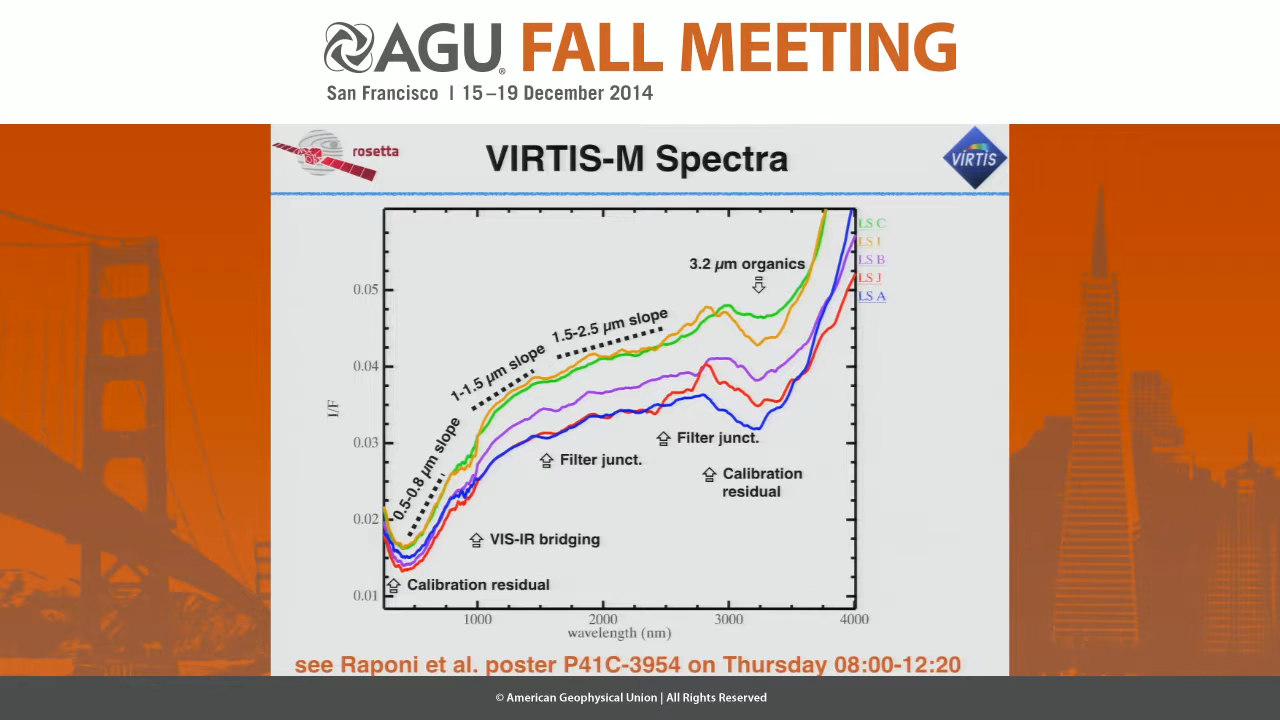 AGU FALL MEETING
San Francisco | 15–19 December 2014
rosetta
VIRTIS-M Spectra
VIRTIS
LS C
LS I
LS B
LS J
LS A
3.2 µm organics
1.5-2.5 µm slope
1-1.5 µm slope
0.5-0.8 µm slope
Filter junct.
Filter junct.
Calibration
residual
VIS-IR bridging
Calibration residual
I/F
0.05
0.04
0.03
0.02
0.01
1000 2000 3000 4000
wavelength (nm)
see Raponi et al. poster P41C-3954 on Thursday 08:00-12:20
© American Geophysical Union | All Rights Reserved